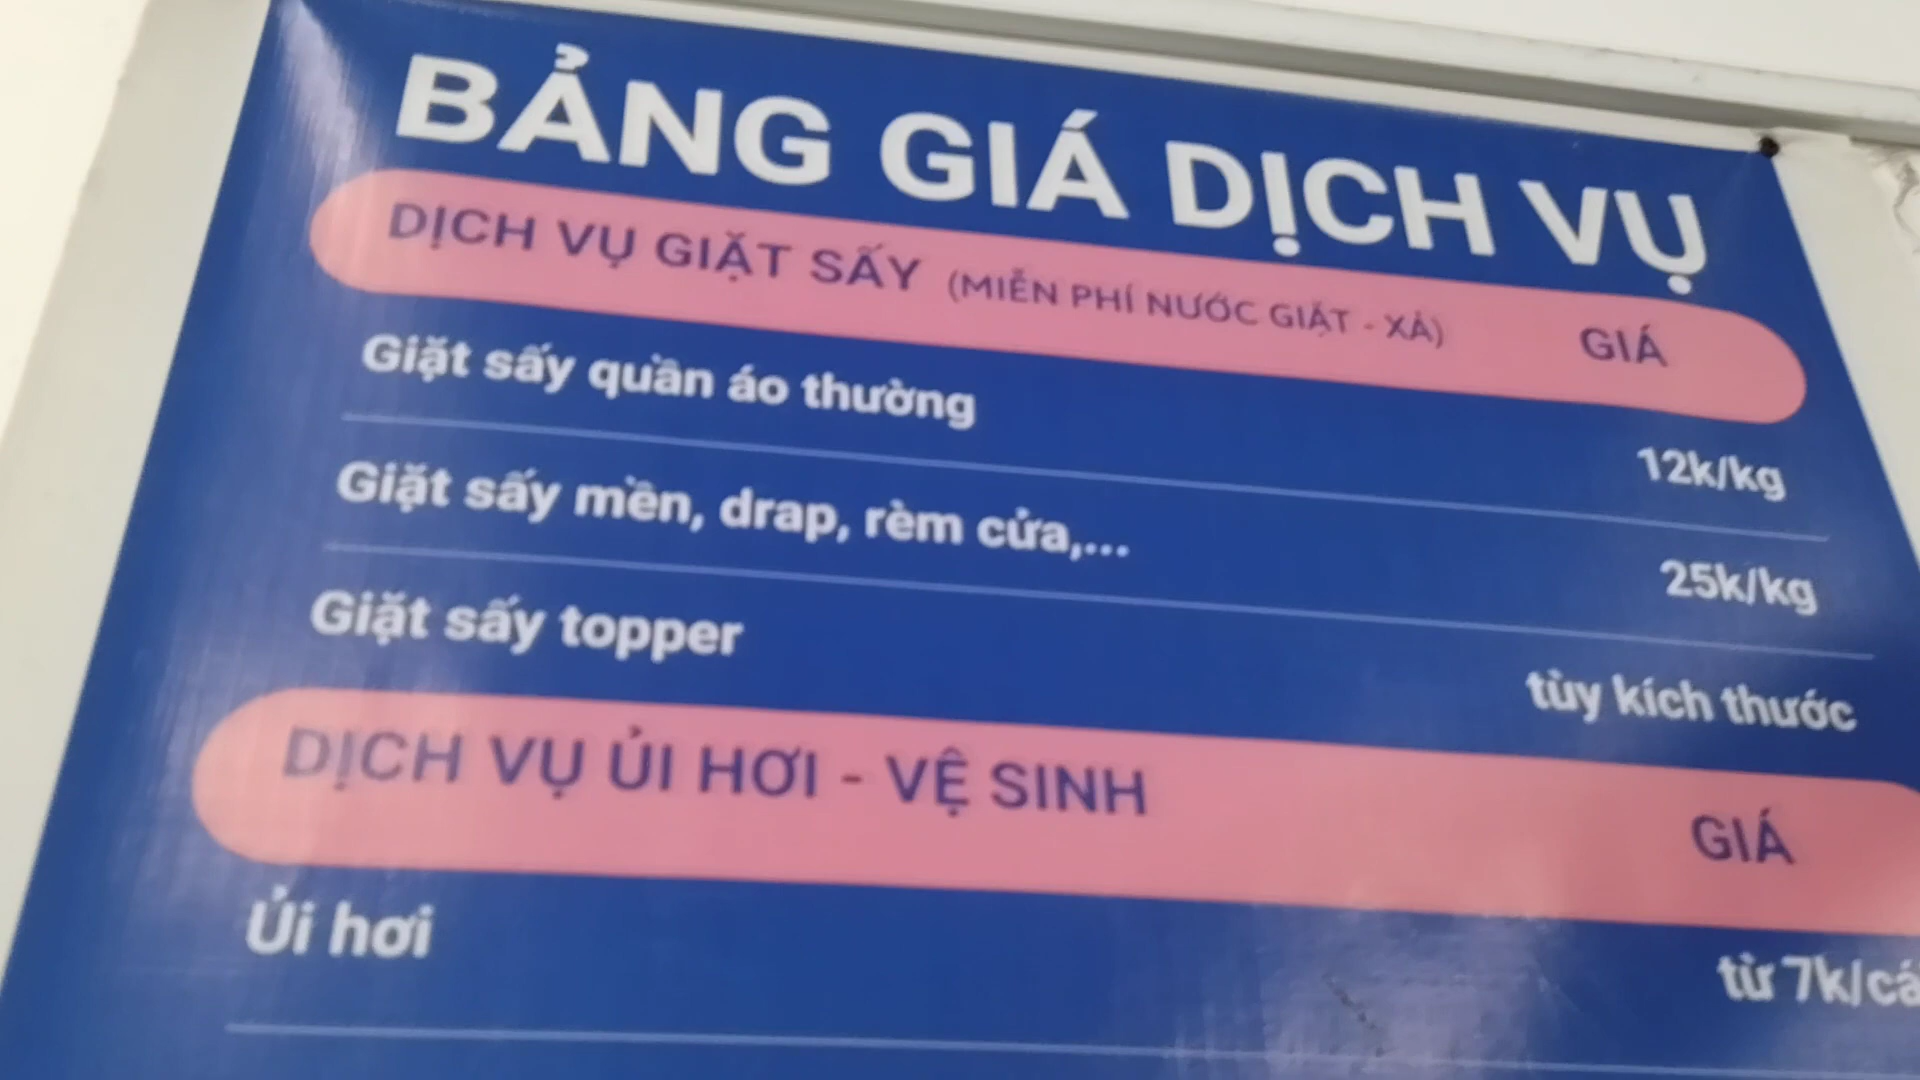 BẢNG GIÁ DỊCH VỤ
DỊCH VỤ GIẶT SẤY (MIỄN PHÍ NƯỚC GIẶT - XẢ) GIÁ
Giặt sấy quần áo thường 12k/kg
Giặt sấy mền, drap, rèm cửa,... 25k/kg
Giặt sấy topper tùy kích thước
DỊCH VỤ ỦI HƠI - VỆ SINH GIÁ
Ủi hơi từ 7k/cá